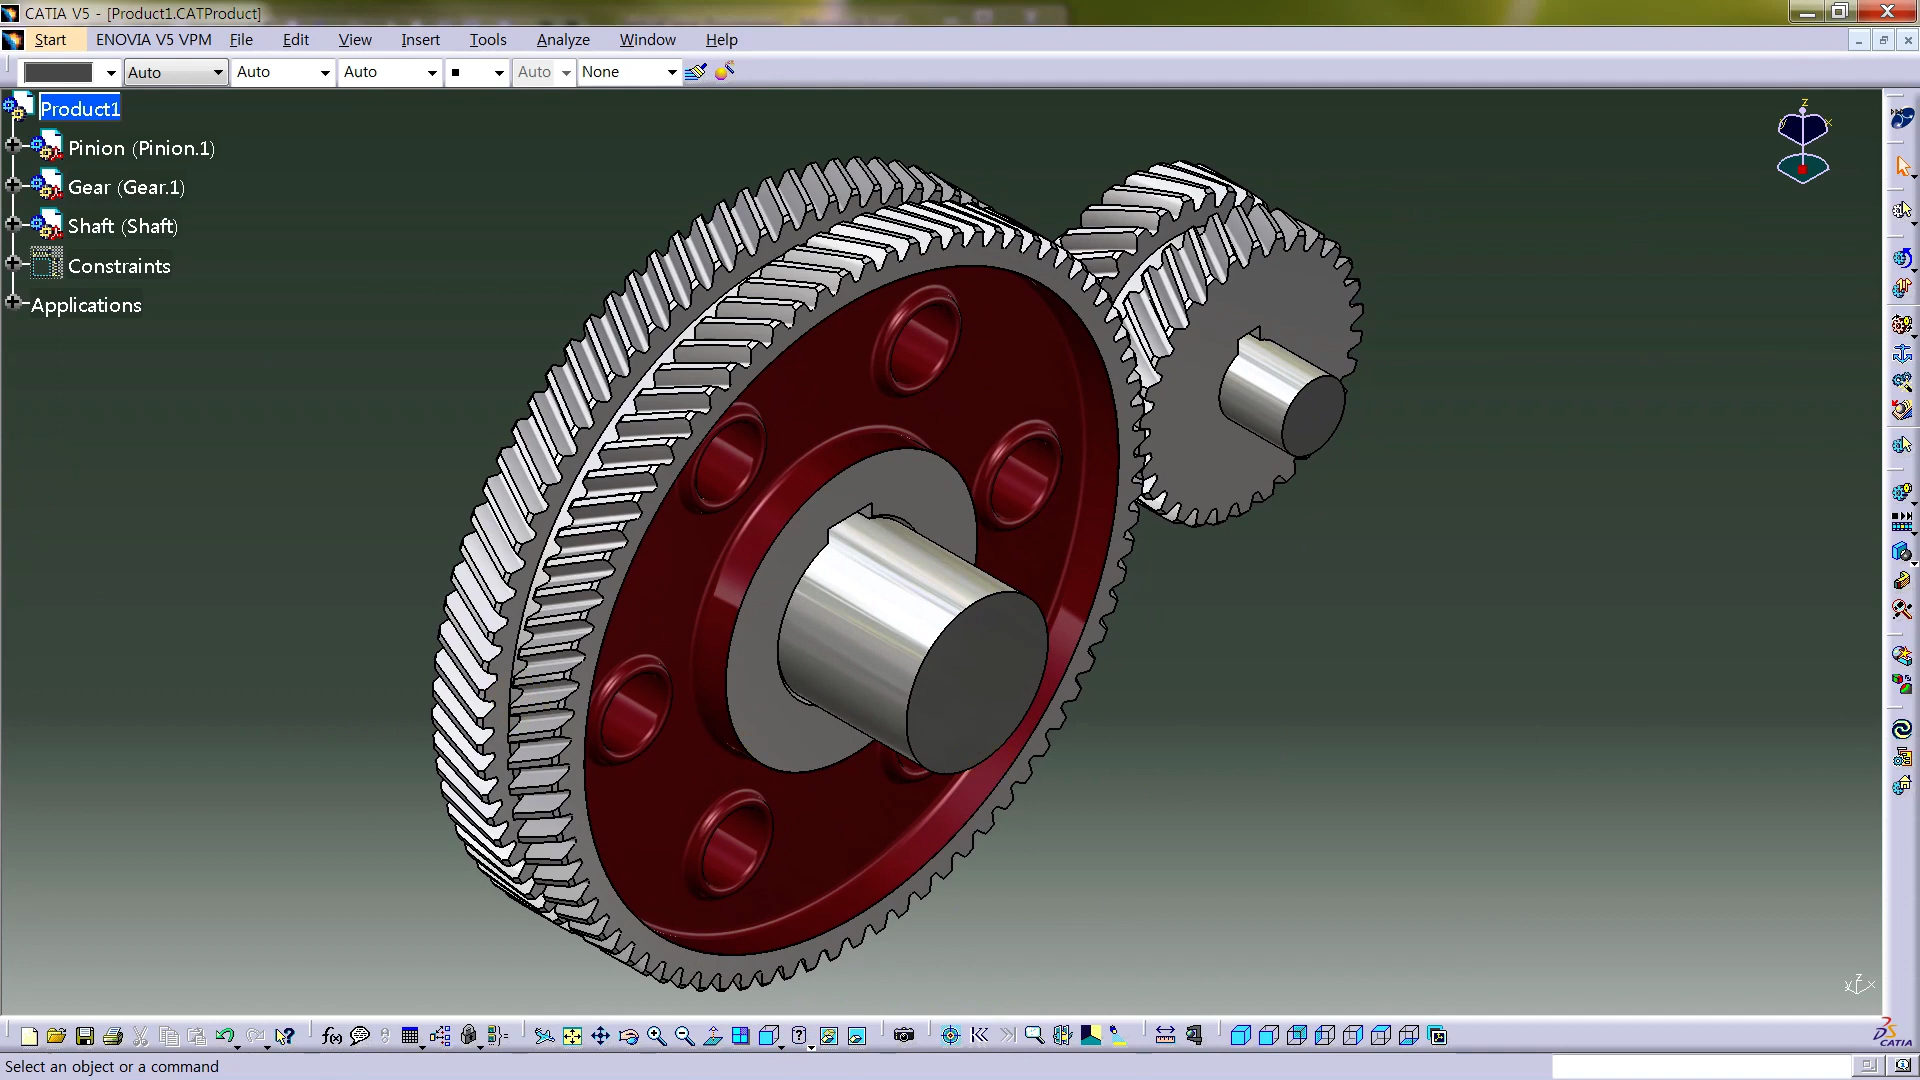 CATIA V5 - [Product1.CATProduct]
Start ENOVIA V5 VPM File Edit View Insert Tools Analyze Window Help
Auto Auto Auto Auto None
Product1
Pinion (Pinion.1)
Gear (Gear.1)
Shaft (Shaft)
Constraints
Applications
z
y x
z
y x
f(x)
CATIA
Select an object or a command